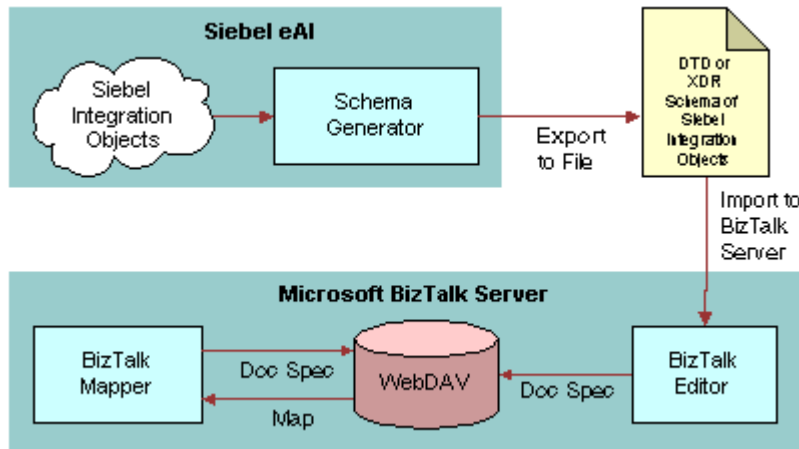 Siebel eAI
Siebel
Integration
Objects
Schema
Generator
Export
to File
DTD or
XDR
Schema of
Siebel
Integration
Objects
Import to
BizTalk
Server
Microsoft BizTalk Server
BizTalk
Mapper
Doc Spec
Map
WebDAV
Doc Spec
BizTalk
Editor